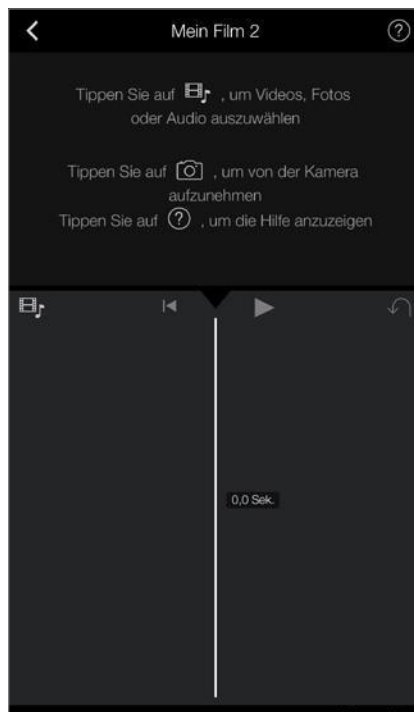 Mein Film 2
Tippen Sie auf , um Videos, Fotos
oder Audio auszuwählen
Tippen Sie auf , um von der Kamera
aufzunehmen
Tippen Sie auf ? , um die Hilfe anzuzeigen
0,0 Sek.